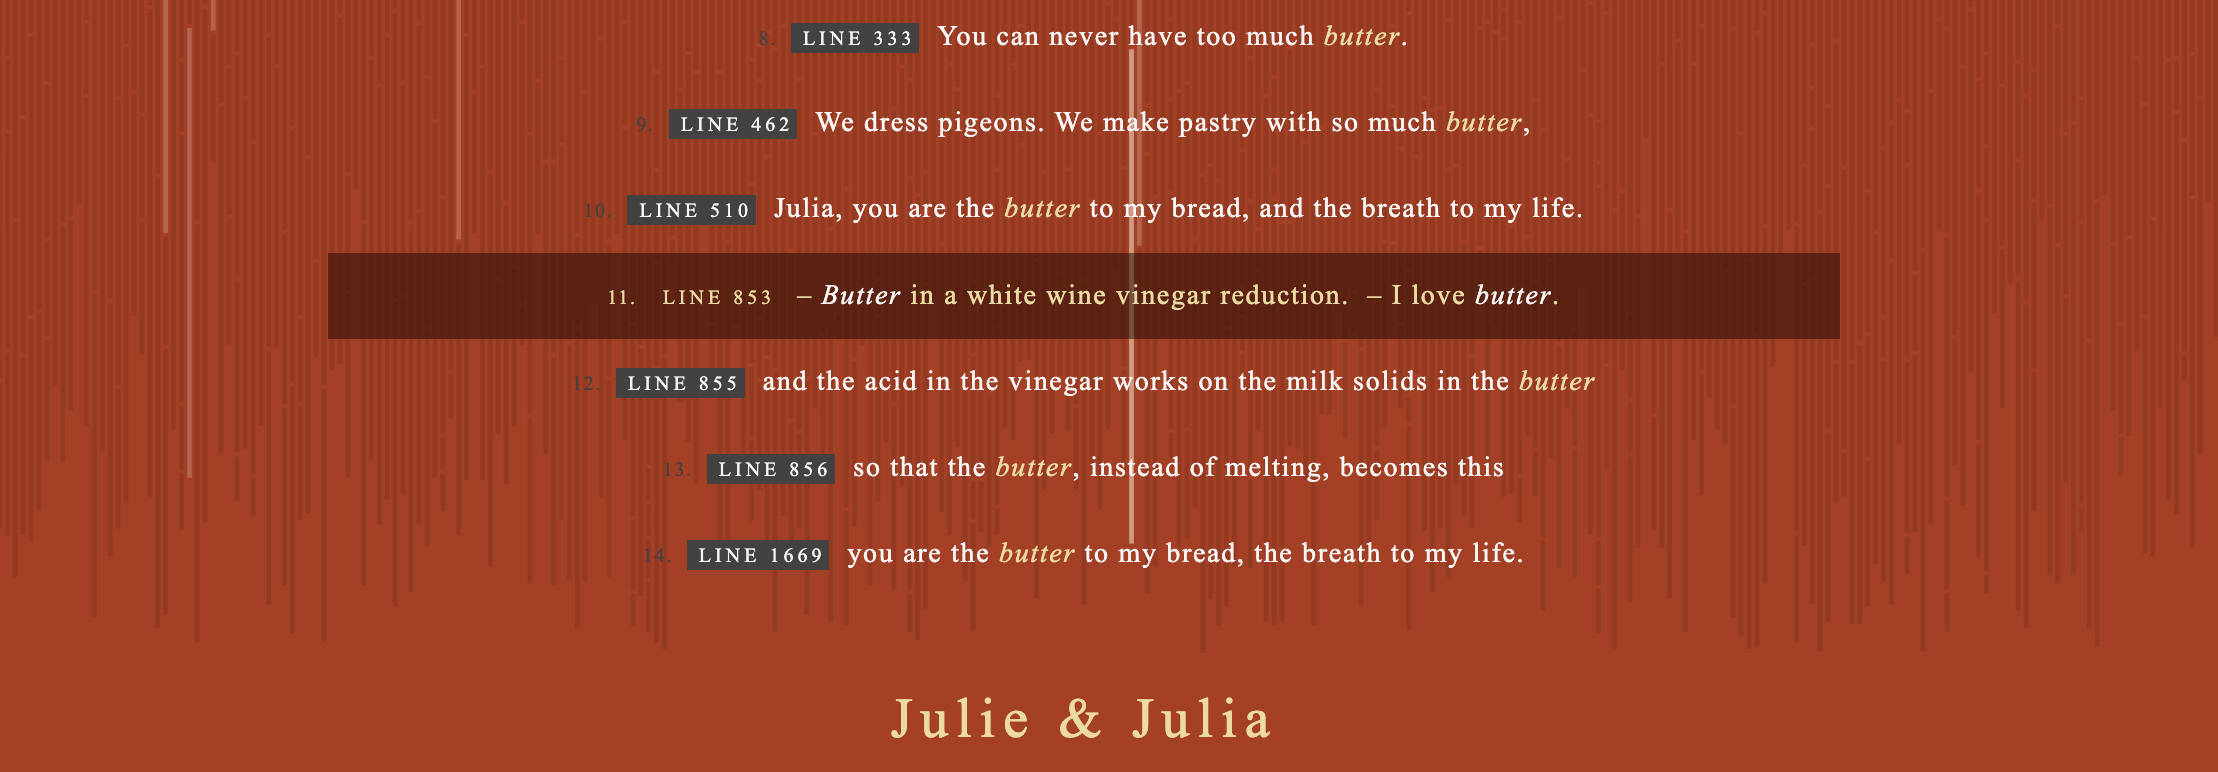 8. LINE 333 You can never have too much butter.
9. LINE 462 We dress pigeons. We make pastry with so much butter,
10. LINE 510 Julia, you are the butter to my bread, and the breath to my life.
11. LINE 853 – Butter in a white wine vinegar reduction. – I love butter.
12. LINE 855 and the acid in the vinegar works on the milk solids in the butter
13. LINE 856 so that the butter, instead of melting, becomes this
14. LINE 1669 you are the butter to my bread, the breath to my life.
Julie & Julia